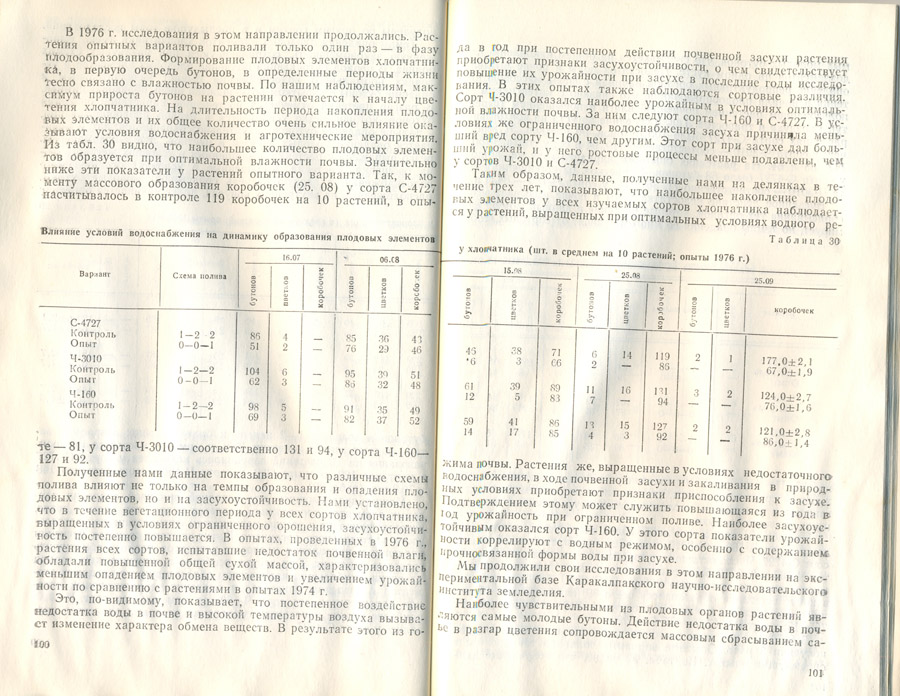 В 1976 г. исследования в этом направлении продолжались. Рас-
тения опытных вариантов поливали только один раз — в фазу
плодообразования. Формирование плодовых элементов хлопчатни-
ка, в первую очередь бутонов, в определенные периоды жизни
тесно связано с влажностью почвы. По нашим наблюдениям, мак-
симум прироста бутонов на растении отмечается к началу цве-
тения хлопчатника. На длительность периода накопления плодо-
вых элементов и их общее количество очень сильное влияние ока-
зывают условия водоснабжения и агротехнические мероприятия.
Из табл. 30 видно, что наибольшее количество плодовых элемен-
тов образуется при оптимальной влажности почвы. Значительно
ниже эти показатели у растений опытного варианта. Так, к мо-
менту массового образования коробочек (25. 08) у сорта С-4727
насчитывалось в контроле 119 коробочек на 10 растений, в опы-
Влияние условий водоснабжения на динамику образования плодовых элементов
Вариант Схема полива 16.07 06.08
бутонов цветков коробочек бутонов цветков коробочек
С-4727
Контроль 1—2—2 86 4 — 85 36 43
Опыт 0—0—1 51 2 — 76 29 46
Ч-3010
Контроль 1—2—2 104 6 — 95 39 51
Опыт 0—0—1 62 3 — 86 32 48
Ч-160
Контроль 1—2—2 98 5 — 91 35 49
Опыт 0—0—1 69 3 — 82 37 52
те — 81, у сорта Ч-3010 — соответственно 131 и 94, у сорта Ч-160—
127 и 92.
Полученные нами данные показывают, что различные схемы
полива влияют не только на темпы образования и опадения пло-
довых элементов, но и на засухоустойчивость. Нами установлено,
что в течение вегетационного периода у всех сортов хлопчатника,
выращенных в условиях ограниченного орошения, засухоустойчи-
вость постепенно повышается. В опытах, проведенных в 1976 г.,
растения всех сортов, испытавшие недостаток почвенной влаги,
обладали повышенной общей сухой массой, характеризовались
меньшим опадением плодовых элементов и увеличением урожай-
ности по сравнению с растениями в опытах 1974 г.
Это, по-видимому, показывает, что постепенное воздействие
недостатка воды в почве и высокой температуры воздуха вызыва-
ет изменение характера обмена веществ. В результате этого из го-
100
да в год при постепенном действии почвенной засухи растения
приобретают признаки засухоустойчивости, о чем свидетельствует
повышение их урожайности при засухе в последние годы исследо-
вания. В этих опытах также наблюдаются сортовые различия.
Сорт Ч-3010 оказался наиболее урожайным в условиях оптималь-
ной влажности почвы. За ним следуют сорта Ч-160 и С-4727. В ус-
ловиях же ограниченного водоснабжения засуха причинила мень-
ший вред сорту Ч-160, чем другим. Этот сорт при засухе дал боль-
ший урожай, и у него ростовые процессы меньше подавлены, чем
у сортов Ч-3010 и С-4727.
Таким образом, данные, полученные нами на делянках в те-
чение трех лет, показывают, что наибольшее накопление плодо-
вых элементов у всех изучаемых сортов хлопчатника наблюдает-
ся у растений, выращенных при оптимальных условиях водного ре-
Таблица 30
у хлопчатника (шт. в среднем на 10 растений; опыты 1976 г.)
15.08 25.08 25.09
бутонов цветков коробочек бутонов цветков коробочек бутонов цветков коробочек
46 38 71 6 14 119 2 1 177,0±2,1
6 3 66 2 — 86 — — 67,0±1,9
61 39 89 11 16 131 3 2 124,0±2,7
12 5 83 7 — 94 — — 76,0±1,6
59 41 86 13 15 127 2 2 121,0±2,8
14 17 85 4 3 92 — — 86,0±1,4
жима почвы. Растения же, выращенные в условиях недостаточного
водоснабжения, в ходе почвенной засухи и закаливания в природ-
ных условиях приобретают признаки приспособления к засухе.
Подтверждением этому может служить повышающаяся из года в
год урожайность при ограниченном поливе. Наиболее засухоус-
тойчивым оказался сорт Ч-160. У этого сорта показатели урожай-
ности коррелируют с водным режимом, особенно с содержанием
прочносвязанной формы воды при засухе.
Мы продолжили свои исследования в этом направлении на экс-
периментальной базе Каракалпакского научно-исследовательского
института земледелия.
Наиболее чувствительными из плодовых органов растений яв-
ляются самые молодые бутоны. Действие недостатка воды в поч-
ве в разгар цветения сопровождается массовым сбрасыванием са-
101